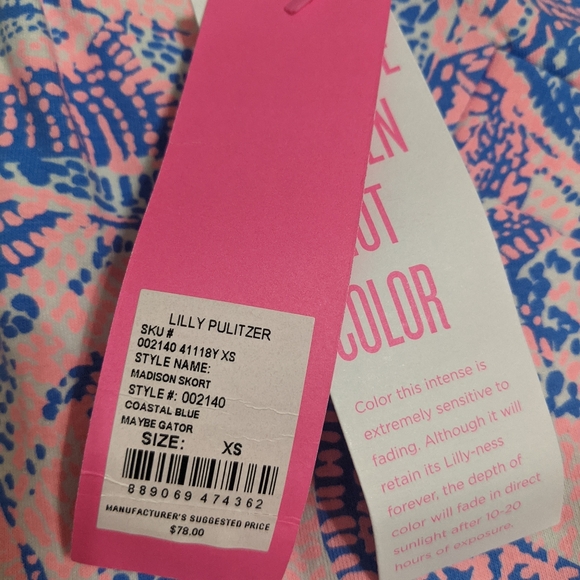 LILLY PULITZER
SKU #
002140 41118Y XS
STYLE NAME:
MADISON SKORT
STYLE #: 002140
COASTAL BLUE
MAYBE GATOR
SIZE: XS
889069 474362
MANUFACTURER'S SUGGESTED PRICE
$78.00
COLOR
Color this intense is
extremely sensitive to
fading. Although it will
retain its Lilly-ness
forever, the depth of
color will fade in direct
sunlight after 10-20
hours of exposure.